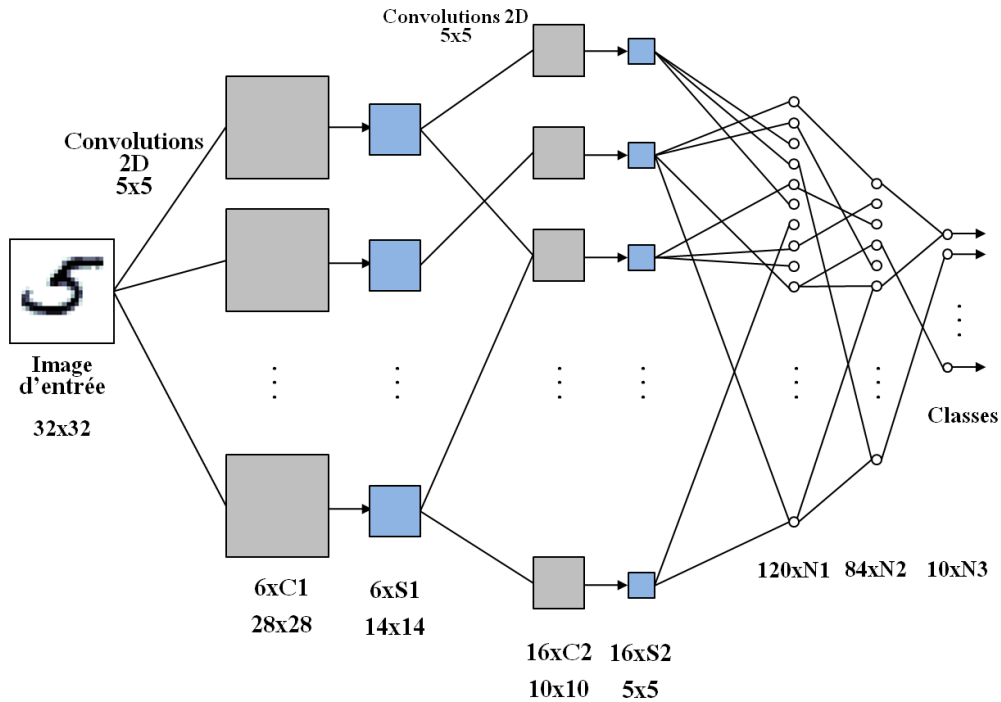 Convolutions 2D
5x5
Convolutions
2D
5x5
Image
d’entrée
32x32
6xC1
28x28
6xS1
14x14
16xC2
10x10
16xS2
5x5
120xN1
84xN2
10xN3
Classes